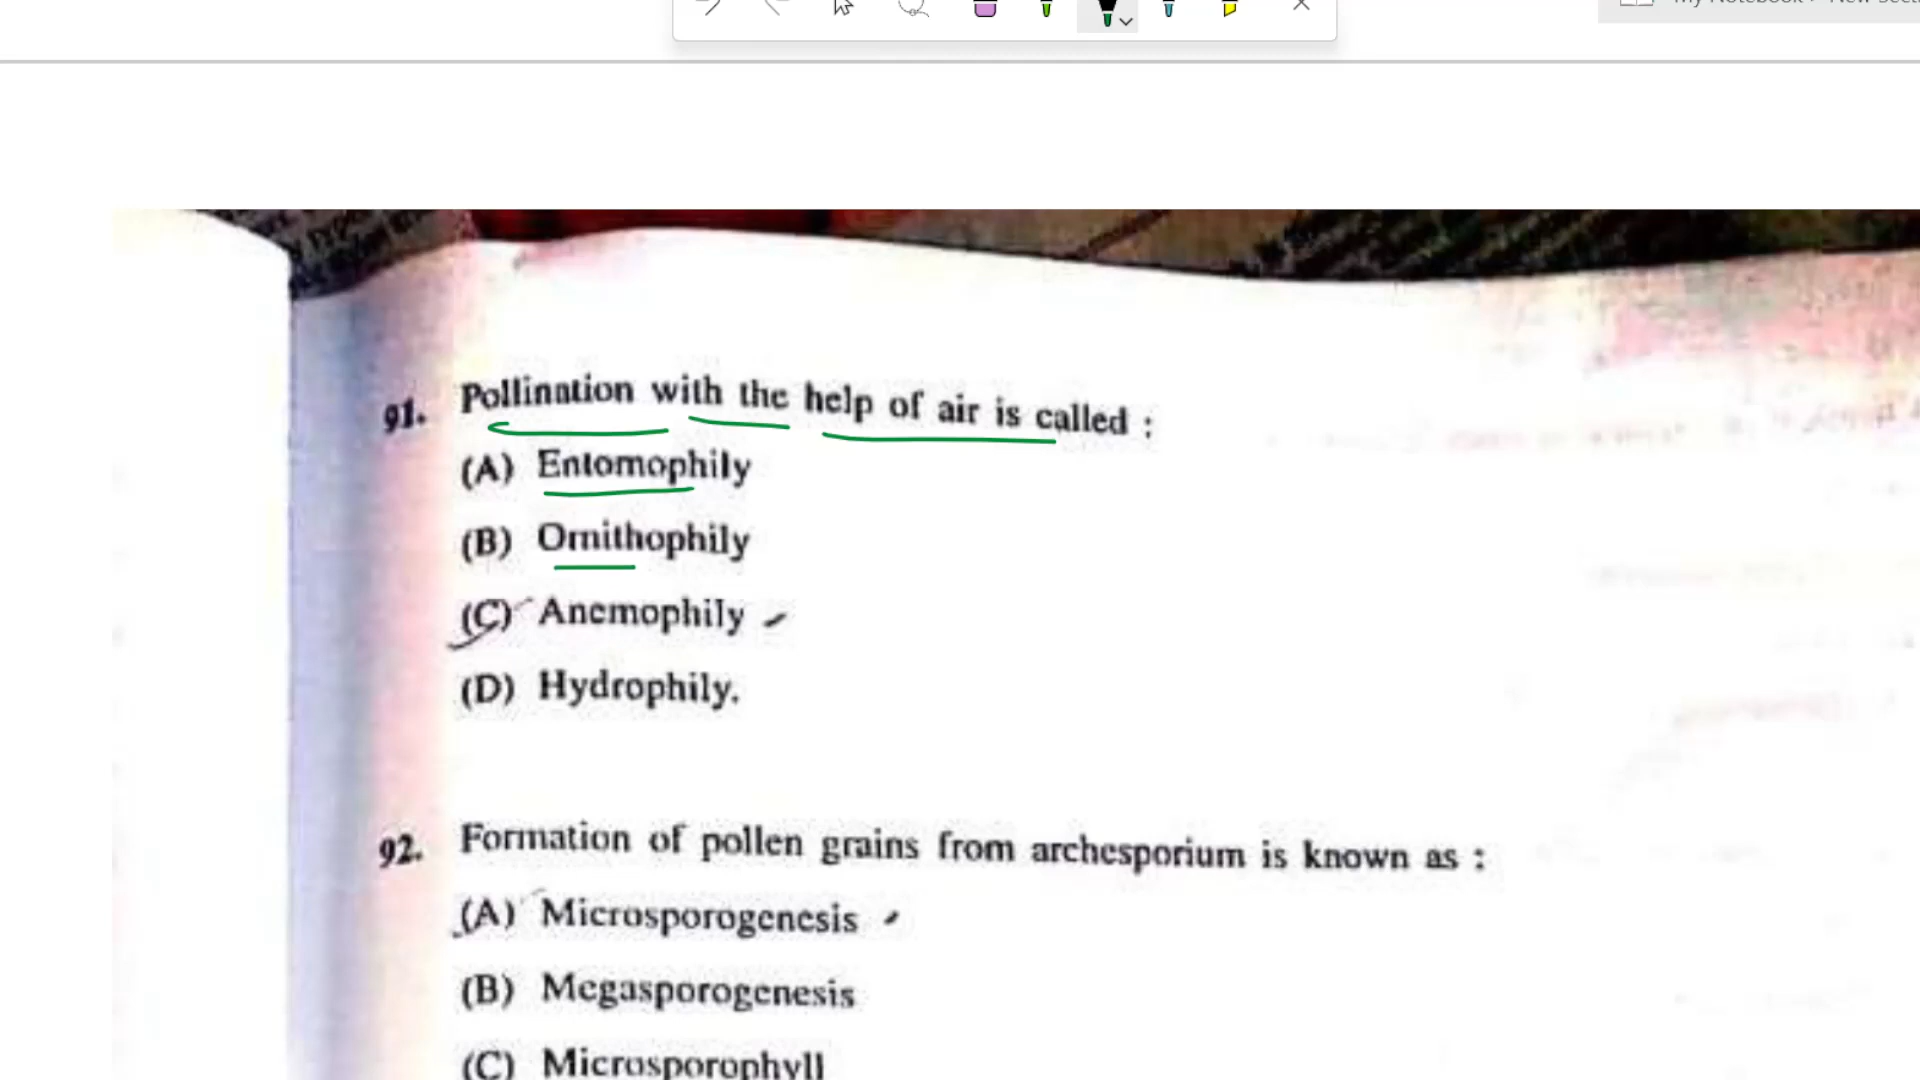 91. Pollination with the help of air is called :
(A) Entomophily
(B) Ornithophily
(C) Anemophily
(D) Hydrophily.
92. Formation of pollen grains from archesporium is known as :
(A) Microsporogenesis
(B) Megasporogenesis
(C) Microsporophyll